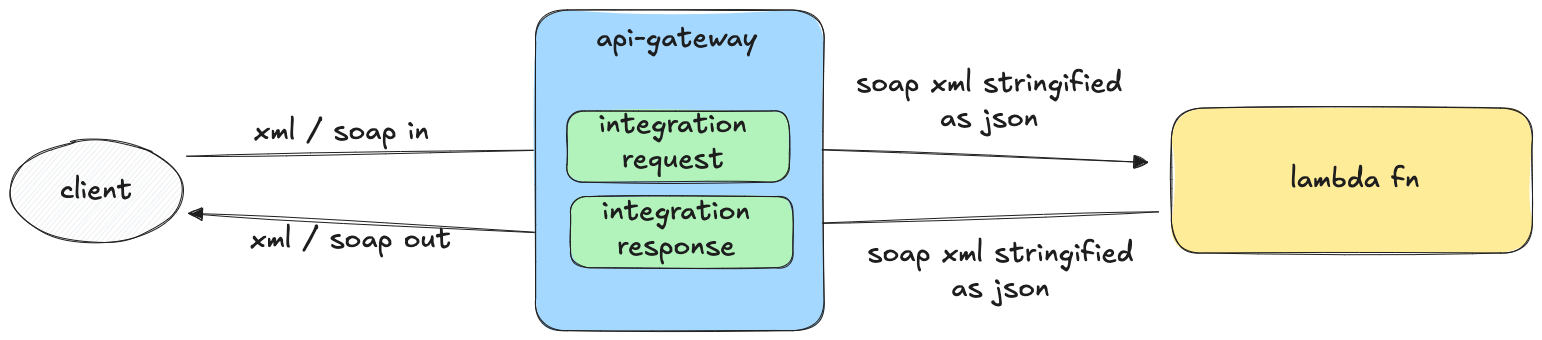 api-gateway
soap xml stringified
as json
xml / soap in
integration
request
client
lambda fn
integration
response
xml / soap out
soap xml stringified
as json